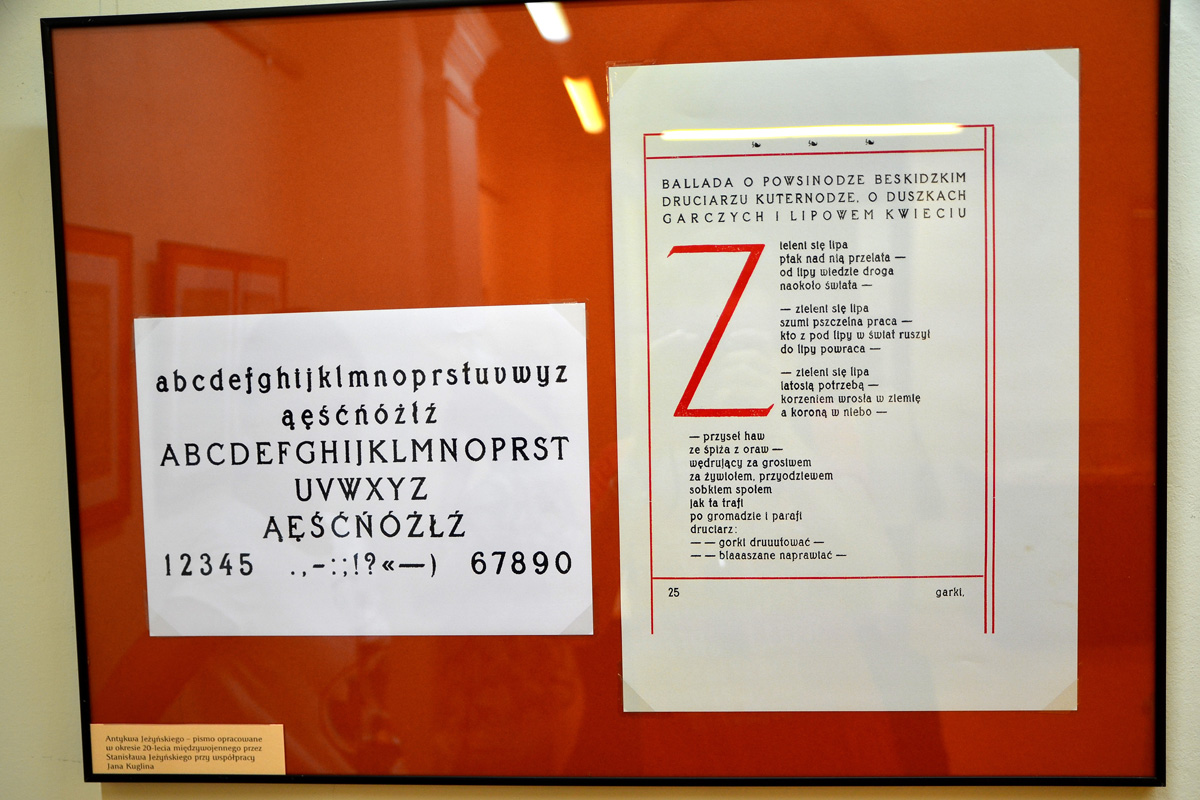 abcdefghijklmnoprstuvwyz
ąęśćńóżłź
ABCDEFGHIJKLMNOPRST
UVWXYZ
ĄĘŚĆŃÓŻŁŹ
12345 .,-:;!?«—) 67890
BALLADA O POWSINODZE BESKIDZKIM
DRUCIARZU KUTERNODZE, O DUSZKACH
GARCZYCH I LIPOWEM KWIECIU
Zieleni się lipa
ptak nad nią przelata —
od lipy wiedzie droga
naokoło świata —
— zieleni się lipa
szumi pszczelna praca —
kto z pod lipy w świat ruszył
do lipy powraca —
— zieleni się lipa
latosią potrzebą —
korzeniem wrosła w ziemię
a koroną w niebo —
— przyseł haw
ze śpiża z oraw —
wędrujący za grosiwem
za żywiołem, przyodziewem
sobkiem społem
jak ta trafi
po gromadzie i parafi
druciarz:
— — gorki druuutować —
— — blaaaszane naprawiać —
25 garki,
Antykwa Jeżyńskiego – pismo opracowane
w okresie 20-lecia międzywojennego przez
Stanisława Jeżyńskiego przy współpracy
Jana Kuglina